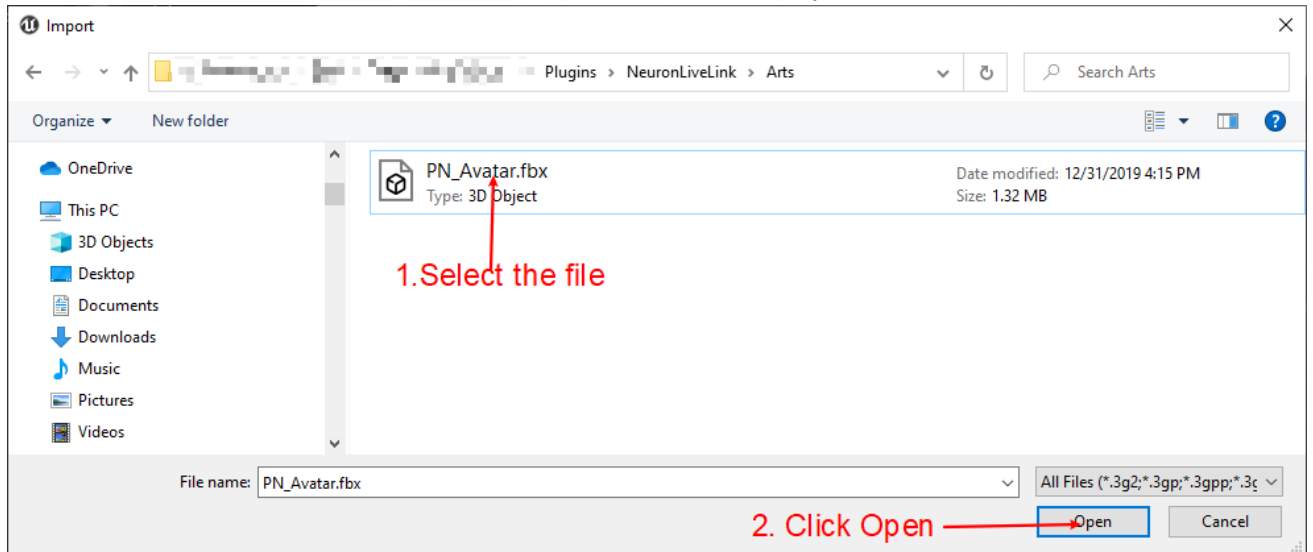 Import
Plugins › NeuronLiveLink › Arts
Search Arts
Organize
New folder
OneDrive
This PC
3D Objects
Desktop
Documents
Downloads
Music
Pictures
Videos
PN_Avatar.fbx
Type: 3D Object
Date modified: 12/31/2019 4:15 PM
Size: 1.32 MB
1.Select the file
File name:
PN_Avatar.fbx
All Files (*.3g2;*.3gp;*.3gpp;*.3g
2. Click Open
Open
Cancel